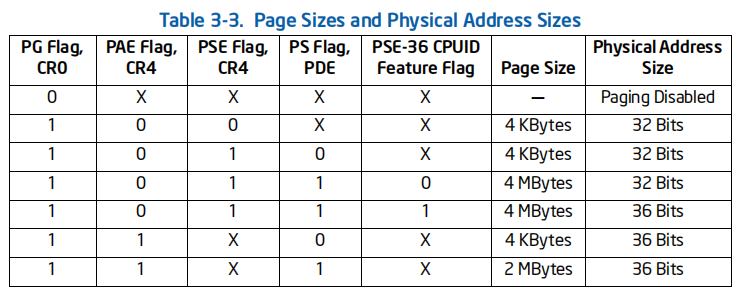 Table 3-3. Page Sizes and Physical Address Sizes
PG Flag, CR0 PAE Flag, CR4 PSE Flag, CR4 PS Flag, PDE PSE-36 CPUID Feature Flag Page Size Physical Address Size
0 X X X X — Paging Disabled
1 0 0 X X 4 KBytes 32 Bits
1 0 1 0 X 4 KBytes 32 Bits
1 0 1 1 0 4 MBytes 32 Bits
1 0 1 1 1 4 MBytes 36 Bits
1 1 X 0 X 4 KBytes 36 Bits
1 1 X 1 X 2 MBytes 36 Bits